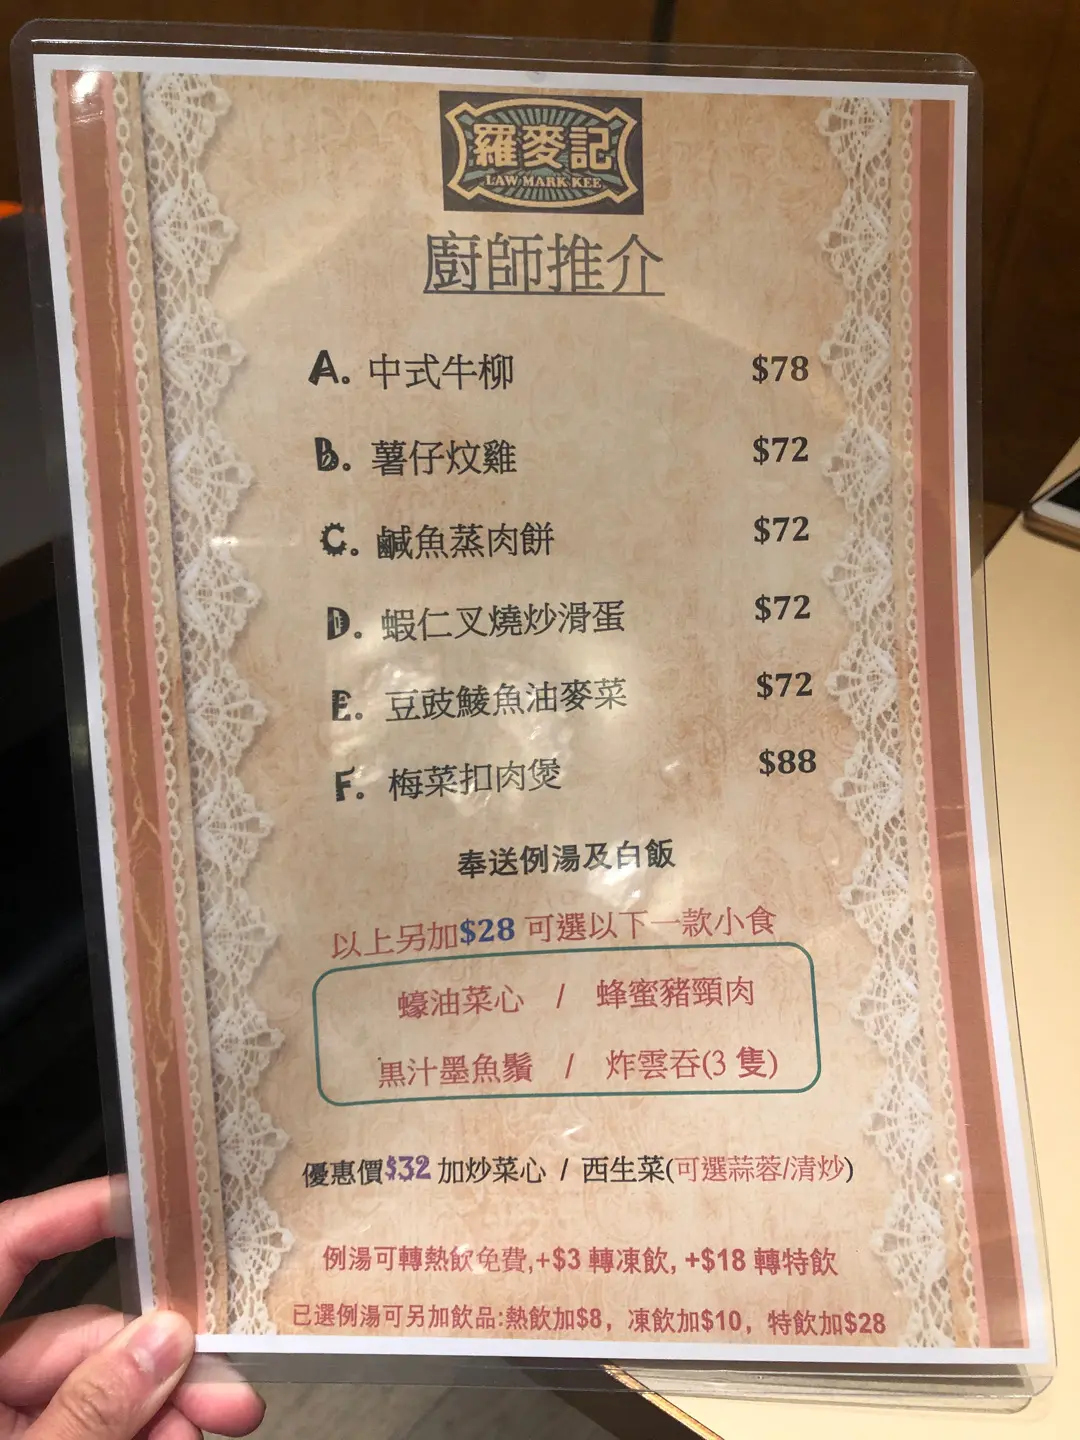 羅麥記
LAW MARK KEE
廚師推介
A. 中式牛柳 $78
B. 薯仔炆雞 $72
C. 鹹魚蒸肉餅 $72
D. 蝦仁叉燒炒滑蛋 $72
E. 豆豉鯪魚油麥菜 $72
F. 梅菜扣肉煲 $88
奉送例湯及白飯
以上另加$28 可選以下一款小食
蠔油菜心 / 蜂蜜豬頸肉
黒汁墨魚鬚 / 炸雲吞(3 隻)
優惠價$32 加炒菜心 / 西生菜(可選蒜蓉/清炒)
例湯可轉熱飲免費,+$3 轉凍飲, +$18 轉特飲
已選例湯可另加飲品:熱飲加$8，凍飲加$10，特飲加$28